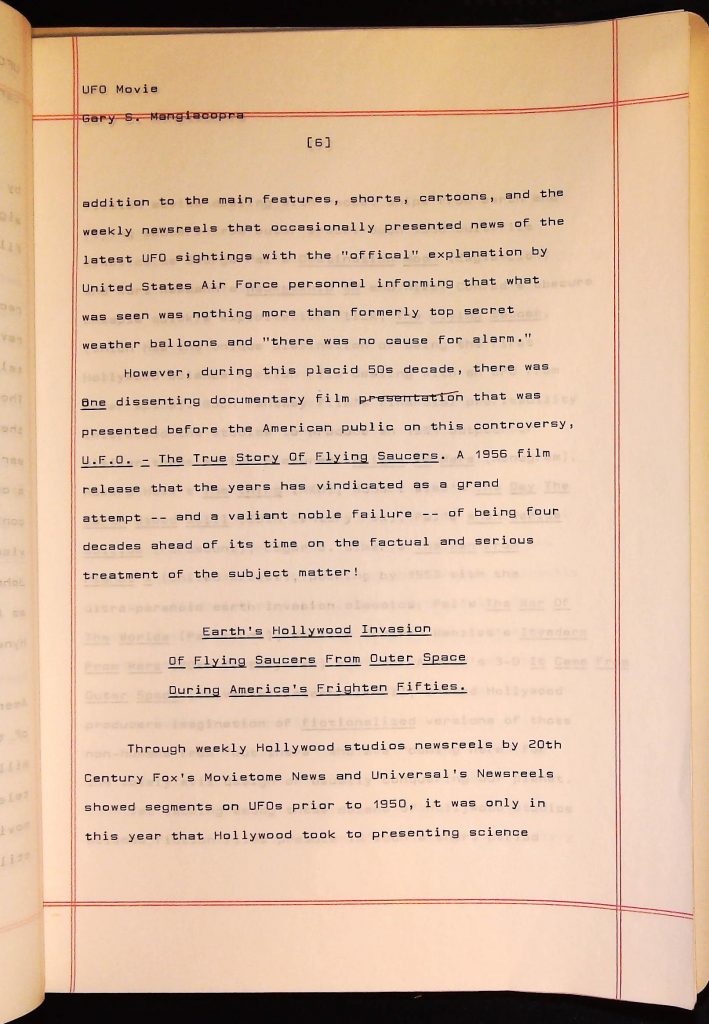 UFO Movie
Gary S. Mangiacopra
[6]
addition to the main features, shorts, cartoons, and the
weekly newsreels that occasionally presented news of the
latest UFO sightings with the "offical" explanation by
United States Air Force personnel informing that what
was seen was nothing more than formerly top secret
weather balloons and "there was no cause for alarm."
However, during this placid 50s decade, there was
One dissenting documentary film presentation that was
presented before the American public on this controversy,
U.F.O. - The True Story Of Flying Saucers. A 1956 film
release that the years has vindicated as a grand
attempt -- and a valiant noble failure -- of being four
decades ahead of its time on the factual and serious
treatment of the subject matter!
Earth's Hollywood Invasion
Of Flying Saucers From Outer Space
During America's Frighten Fifties.
Through weekly Hollywood studios newsreels by 20th
Century Fox's Movietome News and Universal's Newsreels
showed segments on UFOs prior to 1950, it was only in
this year that Hollywood took to presenting science